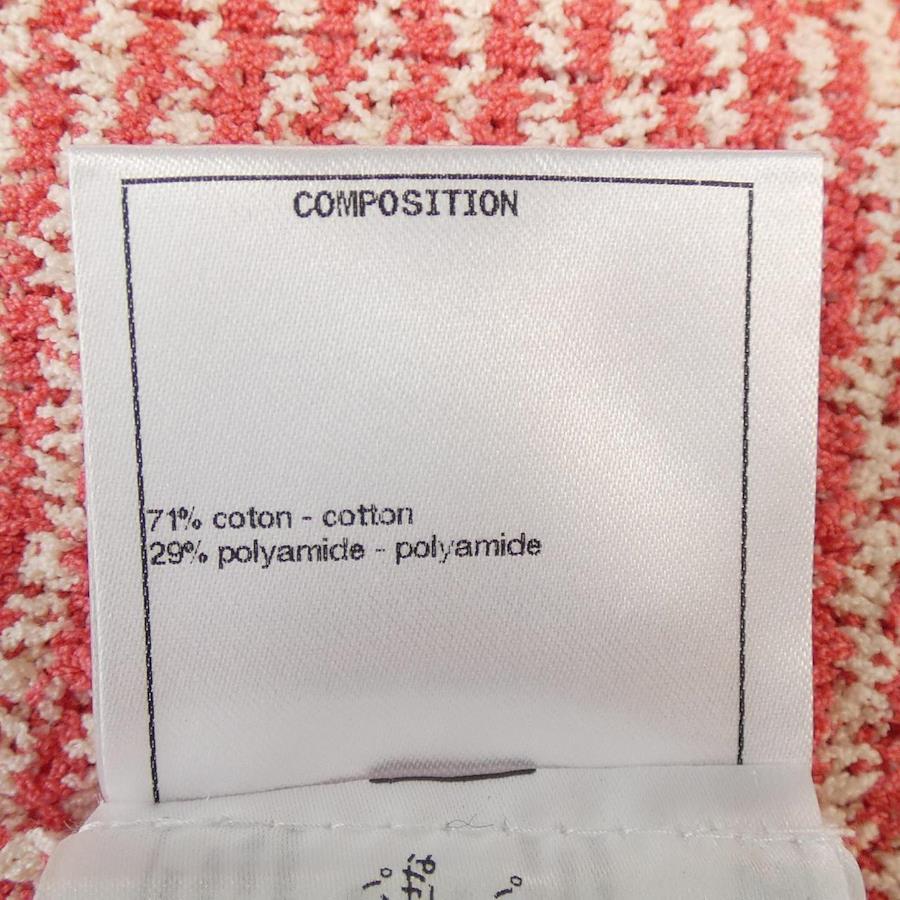 COMPOSITION
71% coton - cotton
29% polyamide - polyamide